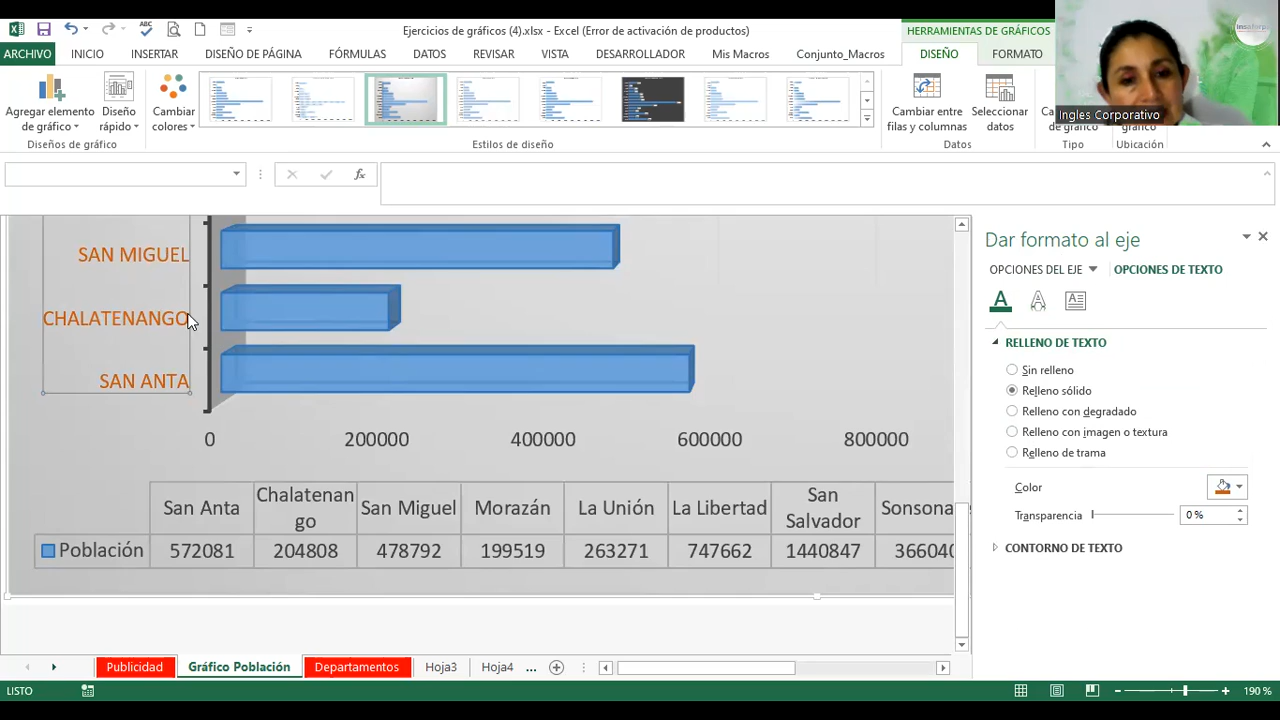 Ejercicios de gráficos (4).xlsx - Excel (Error de activación de productos)
HERRAMIENTAS DE GRÁFICOS
ARCHIVO INICIO INSERTAR DISEÑO DE PÁGINA FÓRMULAS DATOS REVISAR VISTA DESARROLLADOR Mis Macros Conjunto_Macros DISEÑO FORMATO
Agregar elemento de gráfico
Diseño rápido
Cambiar colores
Cambiar entre filas y columnas
Seleccionar datos
de gráfico
gráfico
Diseños de gráfico
Estilos de diseño
Datos
Tipo
Ubicación
Ingles Corporativo
fx
SAN MIGUEL
CHALATENANGO
SAN ANTA
0 200000 400000 600000 800000
San Anta Chalatenango San Miguel Morazán La Unión La Libertad San Salvador
Población 572081 204808 478792 199519 263271 747662 1440847
Dar formato al eje
OPCIONES DEL EJE OPCIONES DE TEXTO
RELLENO DE TEXTO
Sin relleno
Relleno sólido
Relleno con degradado
Relleno con imagen o textura
Relleno de trama
Color
Transparencia 0 %
CONTORNO DE TEXTO
Publicidad Gráfico Población Departamentos Hoja3 Hoja4 ...
LISTO
190 %